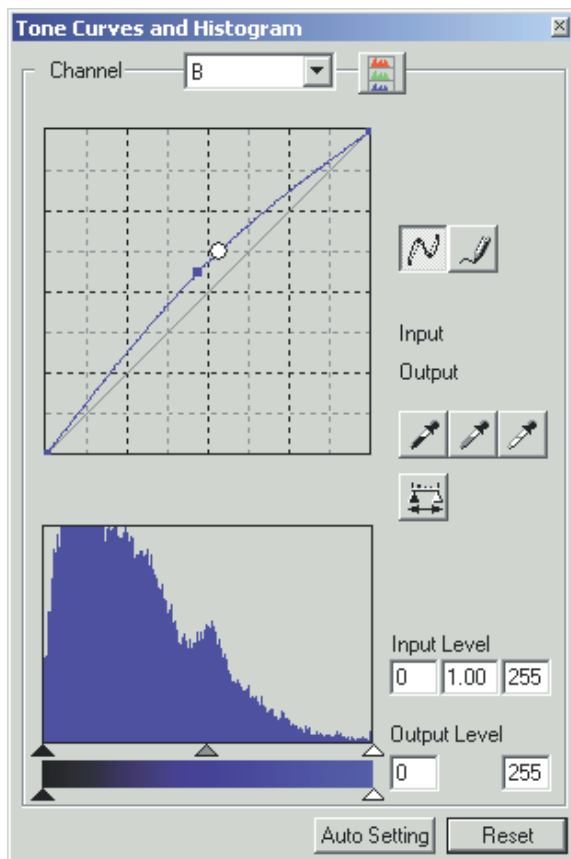 Tone Curves and Histogram
Channel
B
Input
Output
Input Level
0 1.00 255
Output Level
0 255
Auto Setting Reset